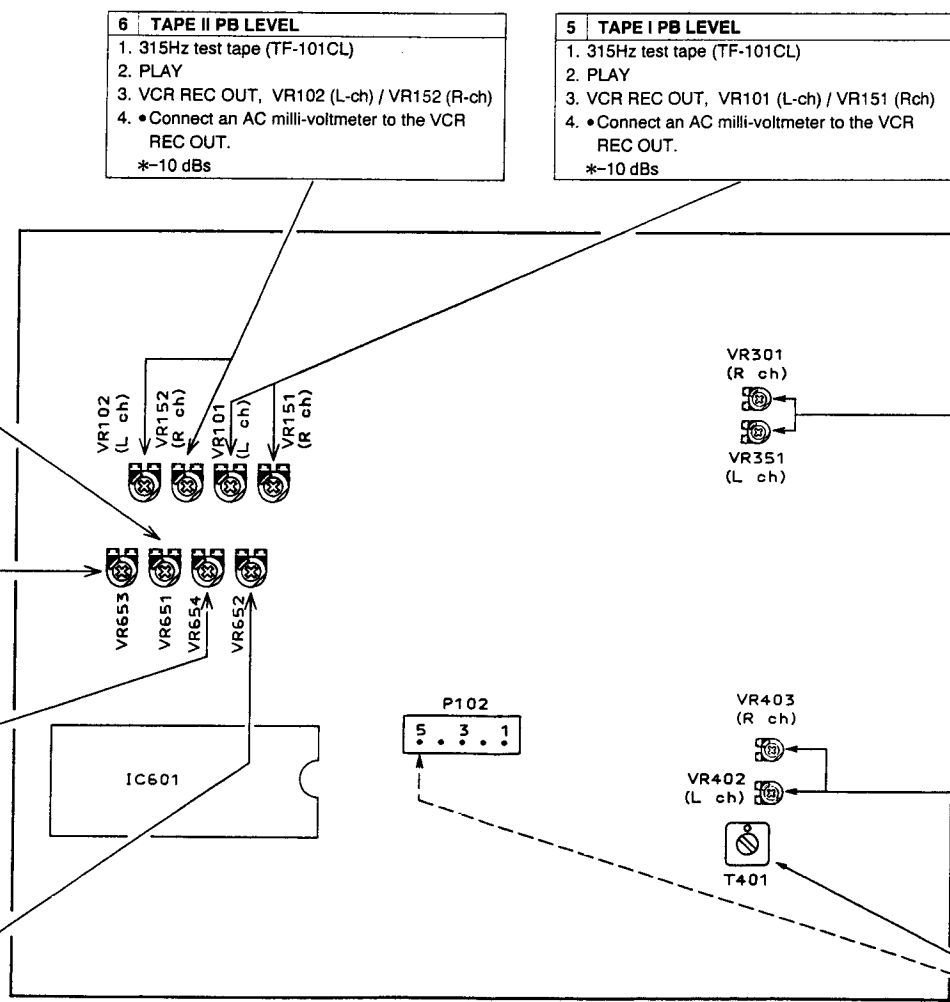 6 TAPE II PB LEVEL
1. 315Hz test tape (TF-101CL)
2. PLAY
3. VCR REC OUT, VR102 (L-ch) / VR152 (R-ch)
4. •Connect an AC milli-voltmeter to the VCR
REC OUT.
*–10 dBs
5 TAPE I PB LEVEL
1. 315Hz test tape (TF-101CL)
2. PLAY
3. VCR REC OUT, VR101 (L-ch) / VR151 (Rch)
4. •Connect an AC milli-voltmeter to the VCR
REC OUT.
*–10 dBs
VR102
(L ch)
VR152
(R ch)
VR101
(L ch)
VR151
(R ch)
VR301
(R ch)
VR351
(L ch)
VR653
VR651
VR654
VR652
P102
5 . 3 . 1
IC601
VR403
(R ch)
VR402
(L ch)
T401